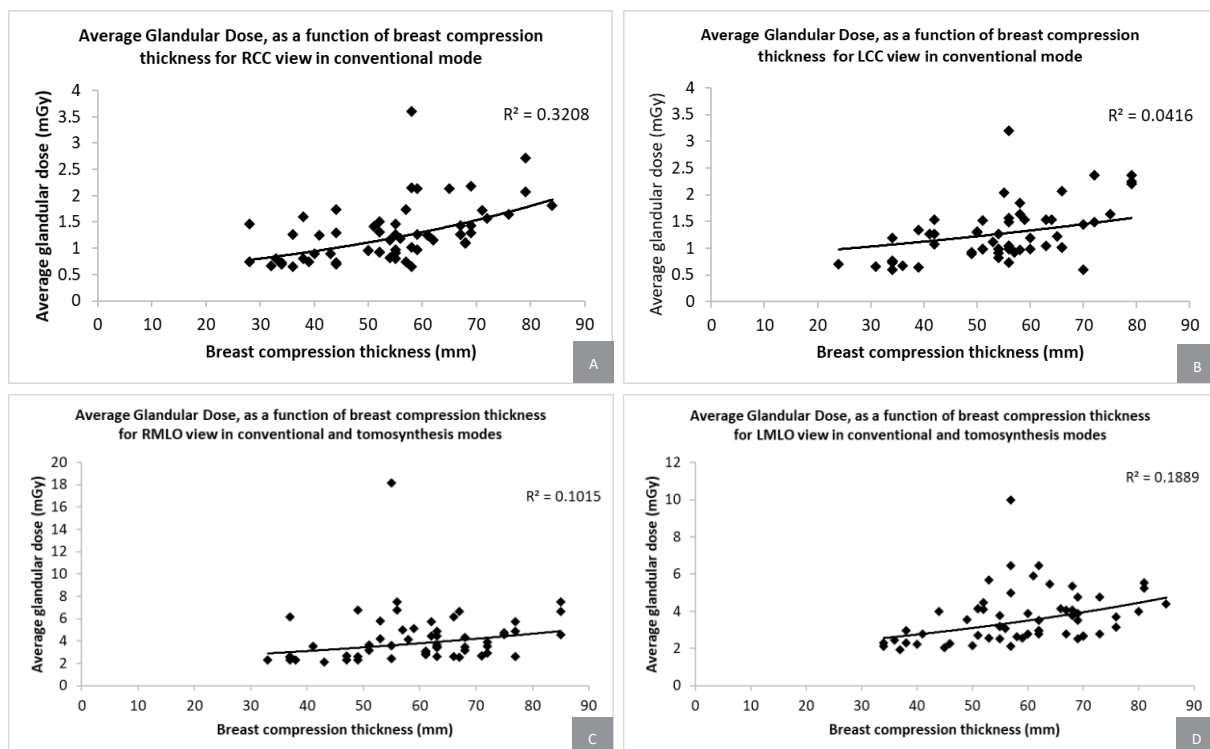 Average Glandular Dose, as a function of breast compression
thickness for RCC view in conventional mode
R² = 0.3208
Average glandular dose (mGy)
4
3.5
3
2.5
2
1.5
1
0.5
0
0 10 20 30 40 50 60 70 80 90
Breast compression thickness (mm)
A
Average Glandular Dose, as a function of breast compression
thickness for LCC view in conventional mode
R² = 0.0416
Average glandular dose (mGy)
4
3.5
3
2.5
2
1.5
1
0.5
0
0 10 20 30 40 50 60 70 80 90
Breast compression thickness (mm)
B
Average Glandular Dose, as a function of breast compression thickness
for RMLO view in conventional and tomosynthesis modes
R² = 0.1015
Average glandular dose (mGy)
20
18
16
14
12
10
8
6
4
2
0
0 10 20 30 40 50 60 70 80 90
Breast compression thickness (mm)
C
Average Glandular Dose, as a function of breast compression thickness
for LMLO view in conventional and tomosynthesis modes
R² = 0.1889
Average glandular dose (mGy)
12
10
8
6
4
2
0
0 10 20 30 40 50 60 70 80 90
Breast compression thickness (mm)
D